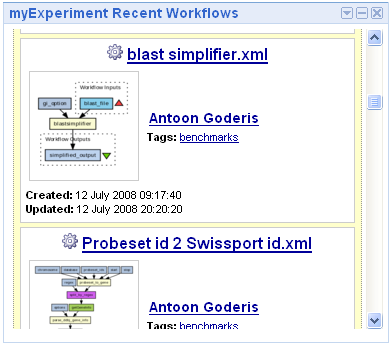 myExperiment Recent Workflows
blast simplifier.xml
Workflow Inputs
gi_option
blast_file
blastsimplifier
Workflow Outputs
simplified_output
Antoon Goderis
Tags: benchmarks
Created: 12 July 2008 09:17:40
Updated: 12 July 2008 20:20:20
Probeset id 2 Swissport id.xml
Antoon Goderis
Tags: benchmarks